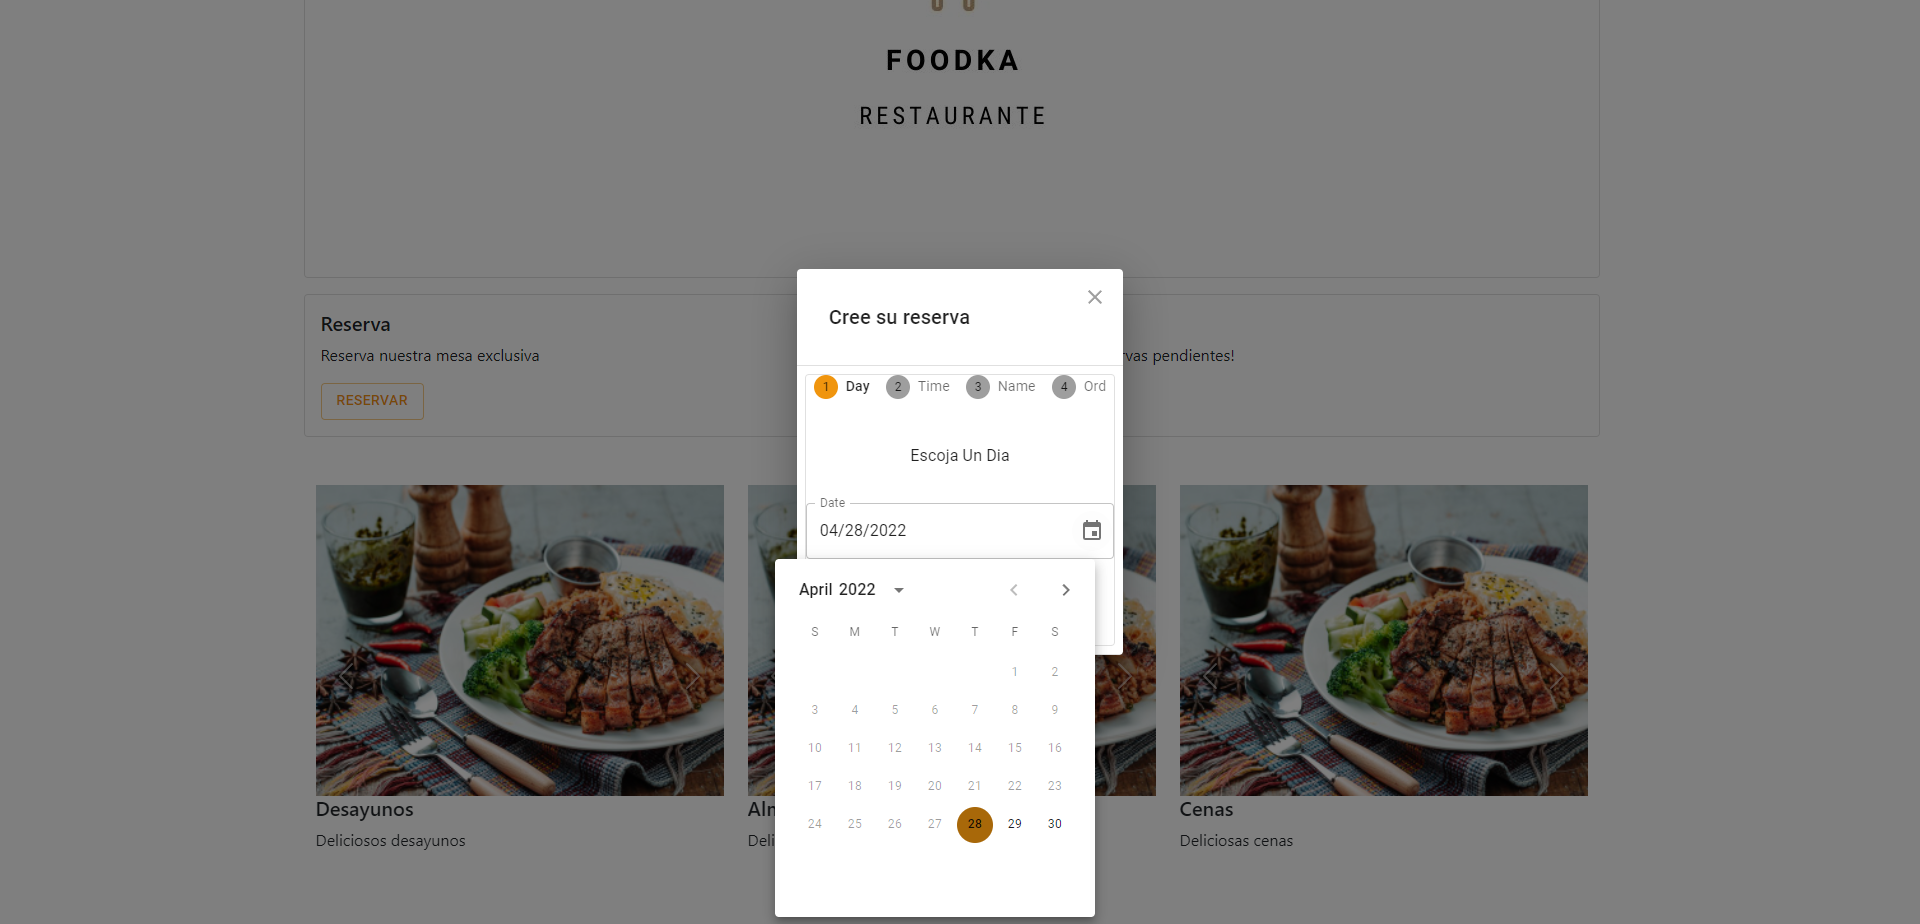 FOODKA
RESTAURANTE
Cree su reserva
Reserva
Reserva nuestra mesa exclusiva
vas pendientes!
RESERVAR
1 Day 2 Time 3 Name 4 Ord
Escoja Un Dia
Date
04/28/2022
April 2022
S M T W T F S
1 2
3 4 5 6 7 8 9
10 11 12 13 14 15 16
17 18 19 20 21 22 23
24 25 26 27 28 29 30
Desayunos
Deliciosos desayunos
Aln
Deli
Cenas
Deliciosas cenas